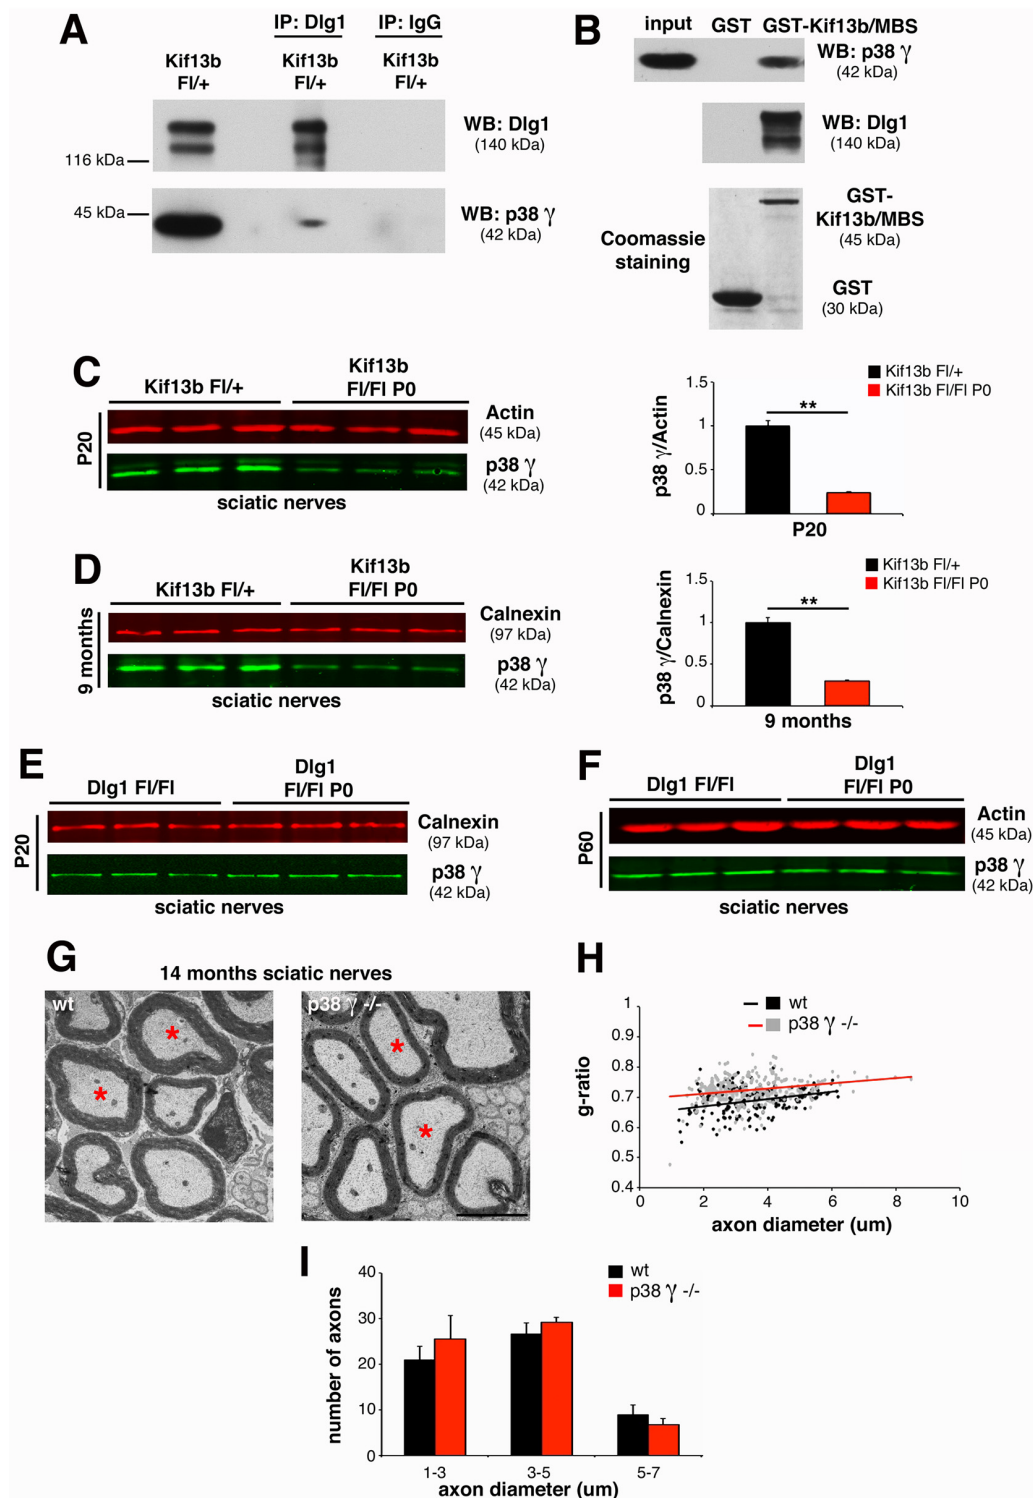 A
IP: Dlg1
IP: IgG
Kif13b
Fl/+
Kif13b
Fl/+
Kif13b
Fl/+
WB: Dlg1
(140 kDa)
116 kDa
45 kDa
WB: p38 γ
(42 kDa)
B
input
GST
GST-Kif13b/MBS
WB: p38 γ
(42 kDa)
WB: Dlg1
(140 kDa)
Coomassie
staining
GST-
Kif13b/MBS
(45 kDa)
GST
(30 kDa)
C
Kif13b Fl/+
Kif13b
Fl/Fl P0
P20
Actin
(45 kDa)
p38 γ
(42 kDa)
sciatic nerves
Kif13b Fl/+
Kif13b Fl/Fl P0
p38 γ/Actin
1.5
1
0.5
0
**
P20
D
Kif13b Fl/+
Kif13b
Fl/Fl P0
9 months
Calnexin
(97 kDa)
p38 γ
(42 kDa)
sciatic nerves
Kif13b Fl/+
Kif13b Fl/Fl P0
p38 γ/Calnexin
1.5
1
0.5
0
**
9 months
E
Dlg1 Fl/Fl
Dlg1
Fl/Fl P0
P20
Calnexin
(97 kDa)
p38 γ
(42 kDa)
sciatic nerves
F
Dlg1 Fl/Fl
Dlg1
Fl/Fl P0
P60
Actin
(45 kDa)
p38 γ
(42 kDa)
sciatic nerves
G
14 months sciatic nerves
wt
*
*
p38 γ -/-
*
*
H
wt
p38 γ -/-
g-ratio
1
0.9
0.8
0.7
0.6
0.5
0.4
0
2
4
6
8
10
axon diameter (um)
I
wt
p38 γ -/-
number of axons
40
30
20
10
0
1-3
3-5
5-7
axon diameter (um)